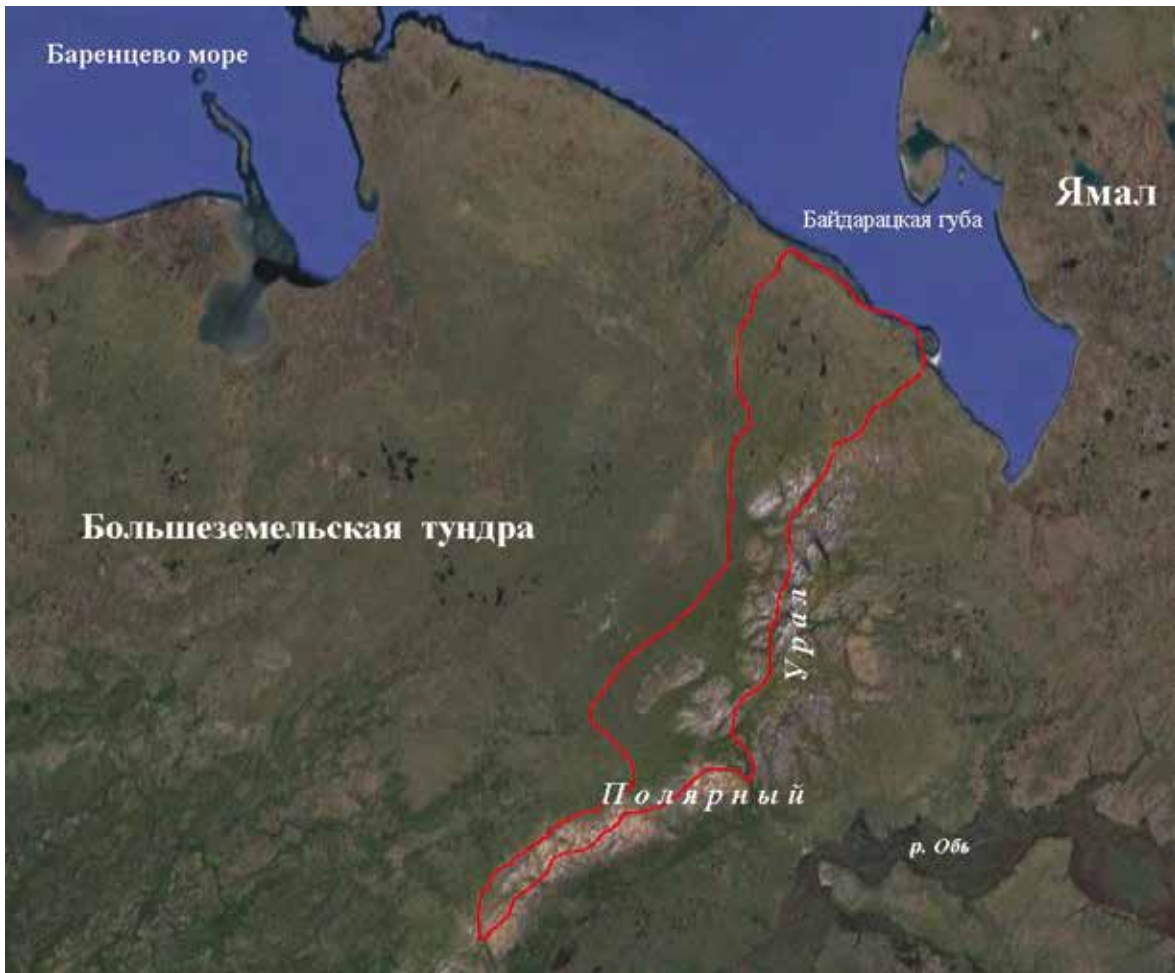 Баренцево море
Ямал
Байдарацкая губа
Большеземельская тундра
Урал
Полярный
р. Обь